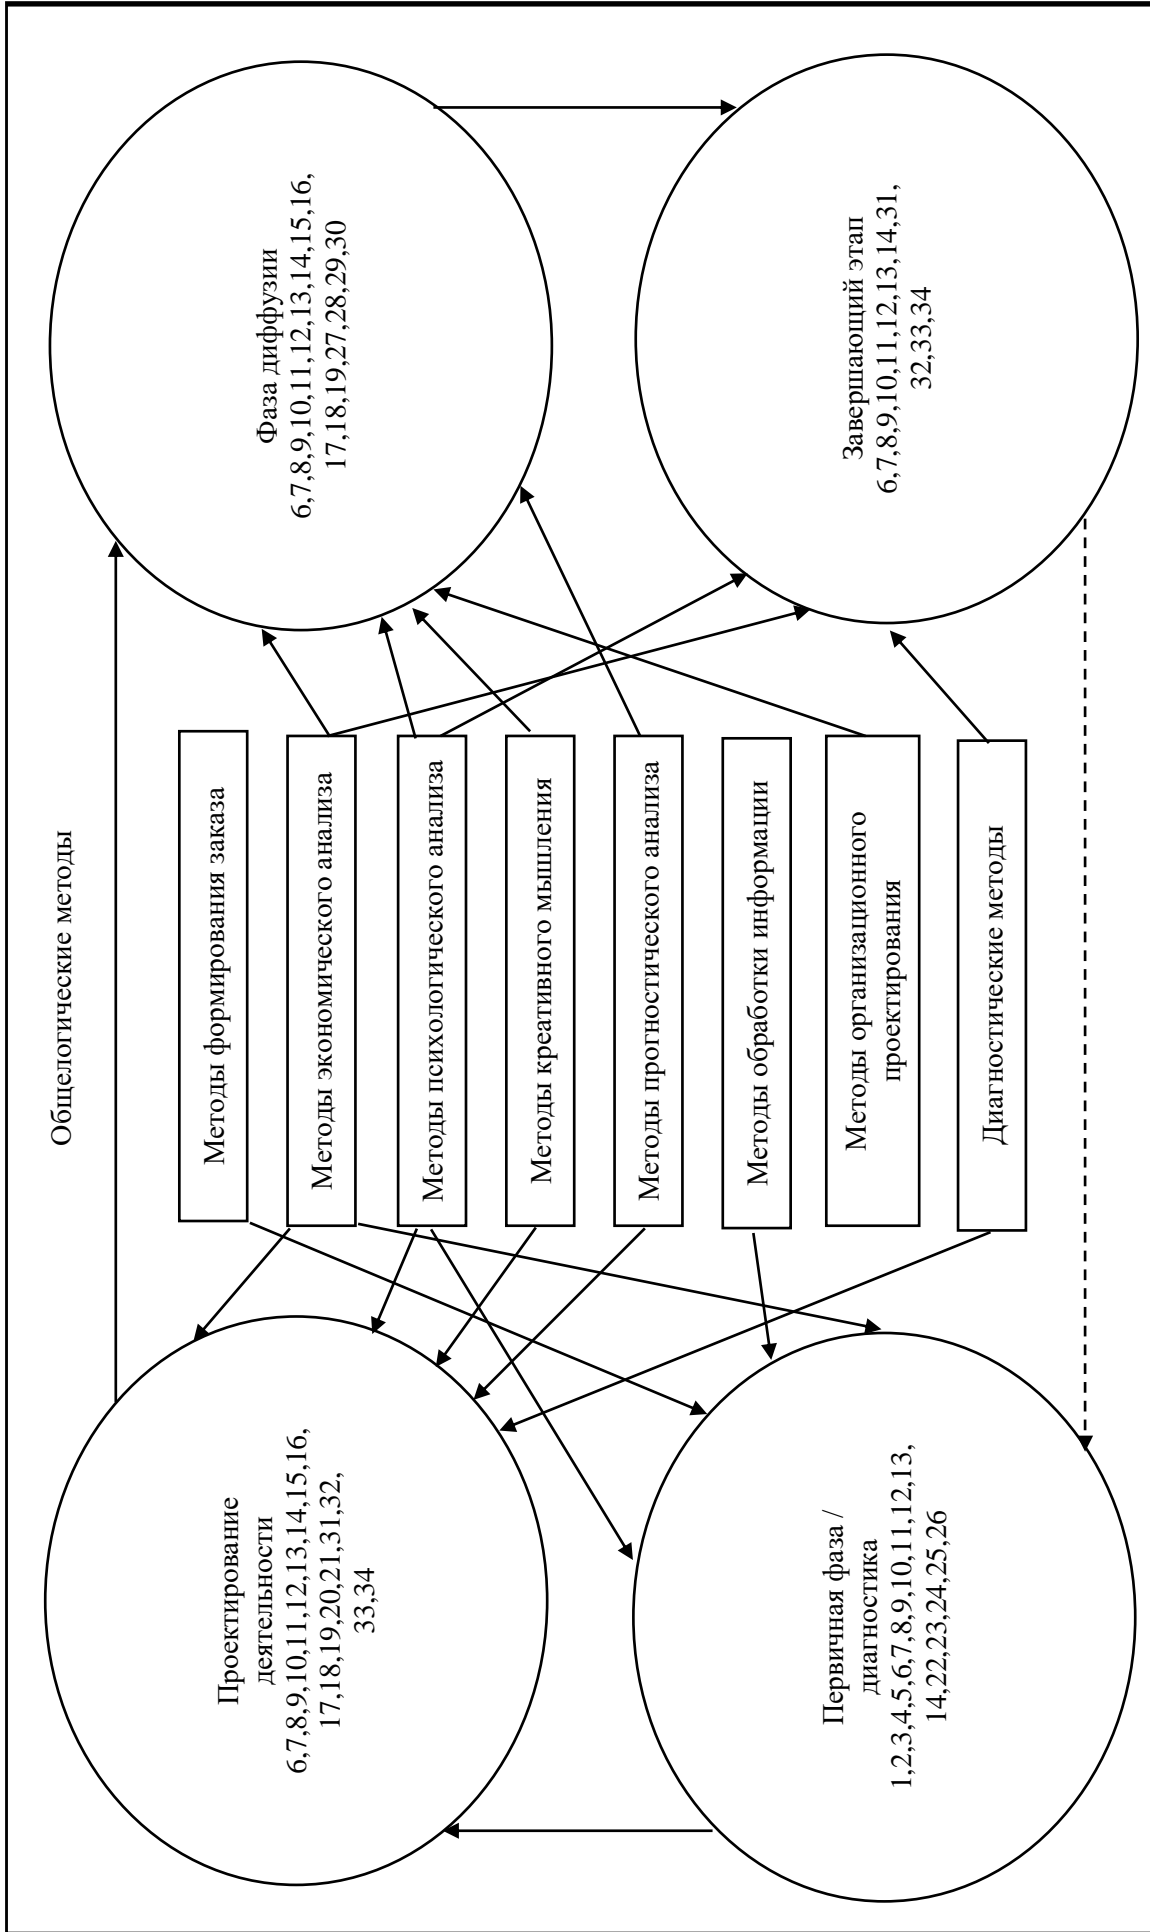 Общелогические методы
Проектирование
деятельности
6,7,8,9,10,11,12,13,14,15,16,
17,18,19,20,21,31,32,
33,34
Фаза диффузии
6,7,8,9,10,11,12,13,14,15,16,
17,18,19,27,28,29,30
Методы формирования заказа
Методы экономического анализа
Методы психологического анализа
Методы креативного мышления
Методы прогностического анализа
Методы обработки информации
Методы организационного
проектирования
Диагностические методы
Первичная фаза /
диагностика
1,2,3,4,5,6,7,8,9,10,11,12,13,
14,22,23,24,25,26
Завершающий этап
6,7,8,9,10,11,12,13,14,31,
32,33,34